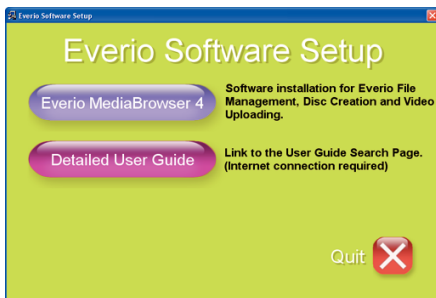 Everio Software Setup
Everio Software Setup
Everio MediaBrowser 4
Software installation for Everio File
Management, Disc Creation and Video
Uploading.
Detailed User Guide
Link to the User Guide Search Page.
(Internet connection required)
Quit